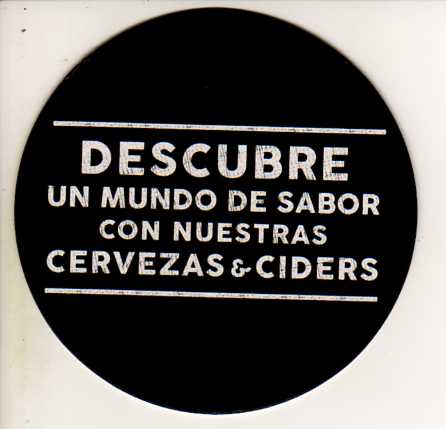 DESCUBRE
UN MUNDO DE SABOR
CON NUESTRAS
CERVEZAS & CIDERS